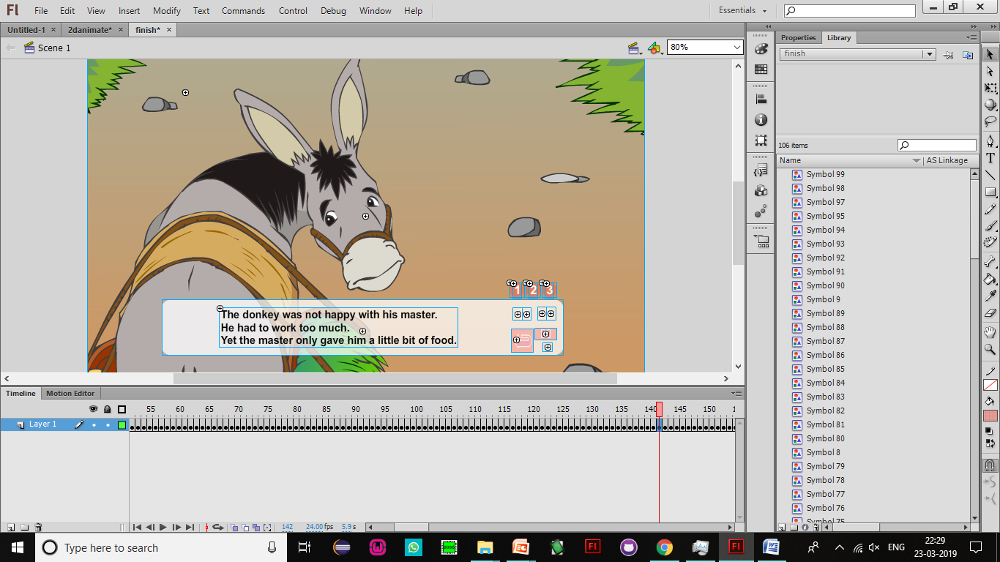 Fl File Edit View Insert Modify Text Commands Control Debug Window Help Essentials
Untitled-1 × 2danimate* × finish* ×
Scene 1 80%
Properties Library
finish
106 items
Name AS Linkage
Symbol 99
Symbol 98
Symbol 97
Symbol 95
Symbol 94
Symbol 93
Symbol 92
Symbol 91
Symbol 90
Symbol 9
Symbol 89
Symbol 88
Symbol 87
Symbol 86
Symbol 85
Symbol 84
Symbol 83
Symbol 82
Symbol 81
Symbol 80
Symbol 8
Symbol 79
Symbol 78
Symbol 77
Symbol 76
Symbol 75
1 2 3
The donkey was not happy with his master.
He had to work too much.
Yet the master only gave him a little bit of food.
Timeline Motion Editor
55 60 65 70 75 80 85 90 95 100 105 110 115 120 125 130 135 140 145 150 1
Layer 1
142 24.00 fps 5.9 s
Type here to search
8085
Fl
Fl
ENG
22:29
23-03-2019